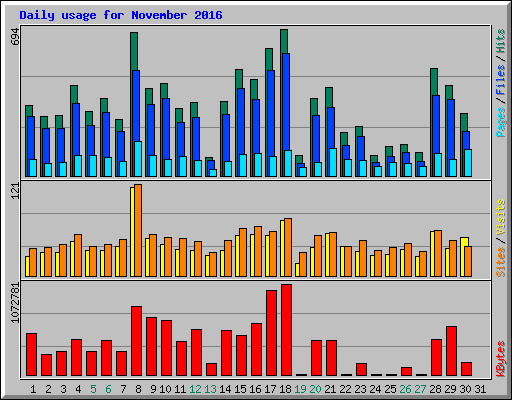 Daily usage for November 2016
694
Pages / Files / Hits
121
Sites / Visits
1072781
KBytes
1 2 3 4 5 6 7 8 9 10 11 12 13 14 15 16 17 18 19 20 21 22 23 24 25 26 27 28 29 30 31